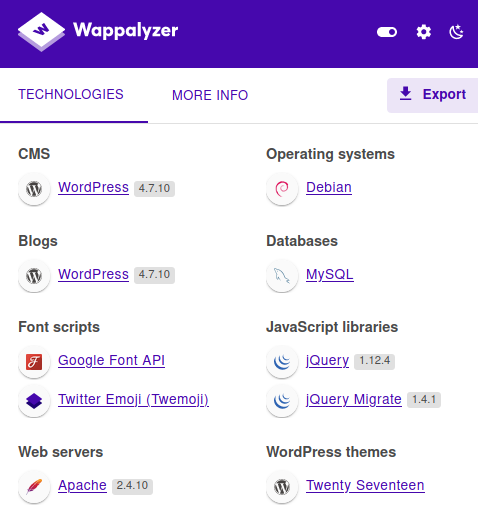 Wappalyzer
TECHNOLOGIES
MORE INFO
Export
CMS
WordPress 4.7.10
Operating systems
Debian
Blogs
WordPress 4.7.10
Databases
MySQL
Font scripts
Google Font API
Twitter Emoji (Twemoji)
JavaScript libraries
jQuery 1.12.4
jQuery Migrate 1.4.1
Web servers
Apache 2.4.10
WordPress themes
Twenty Seventeen